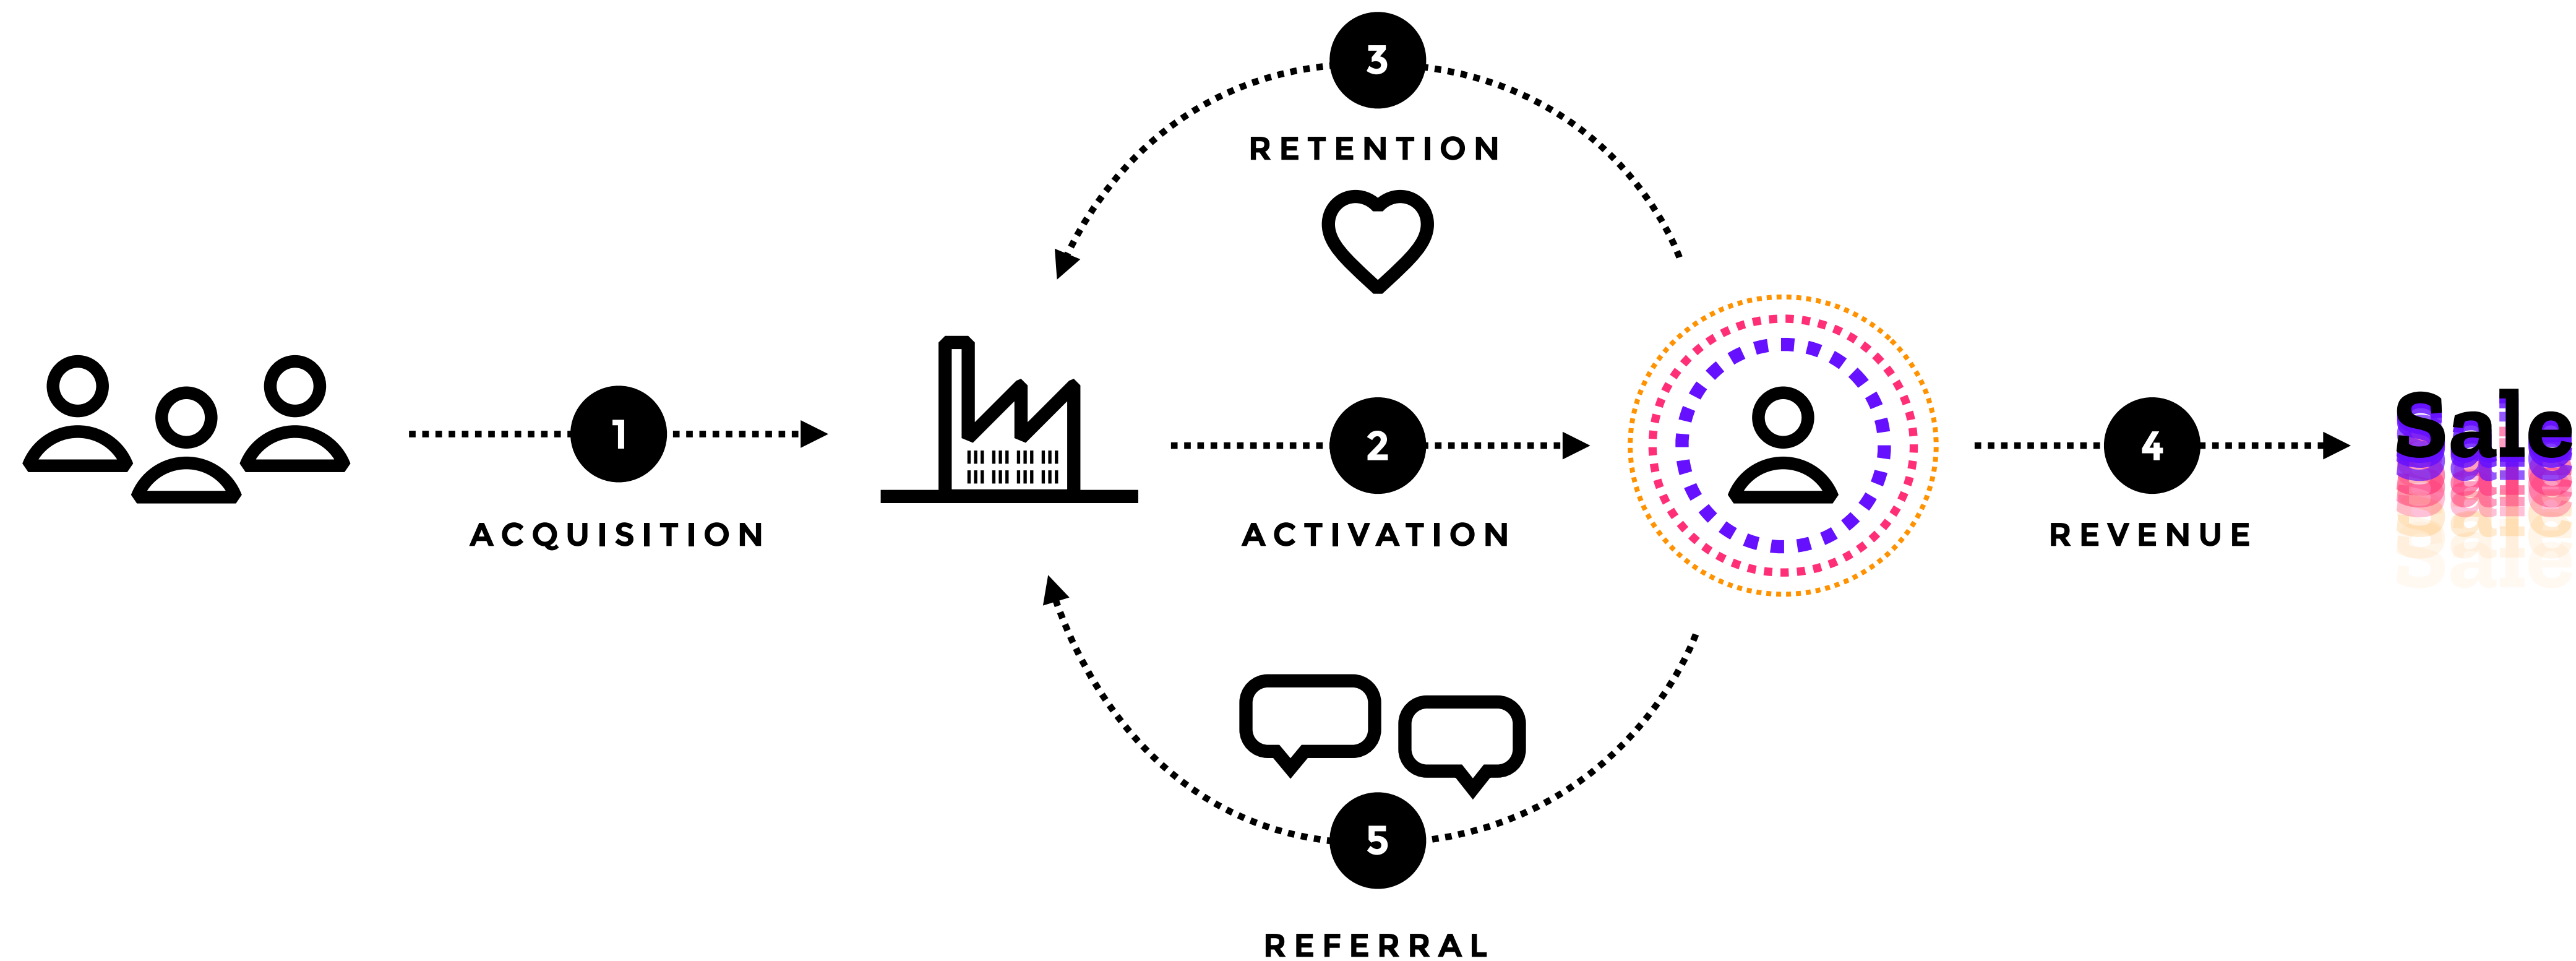 3
RETENTION
1
ACQUISITION
2
ACTIVATION
4
REVENUE
Sale
5
REFERRAL